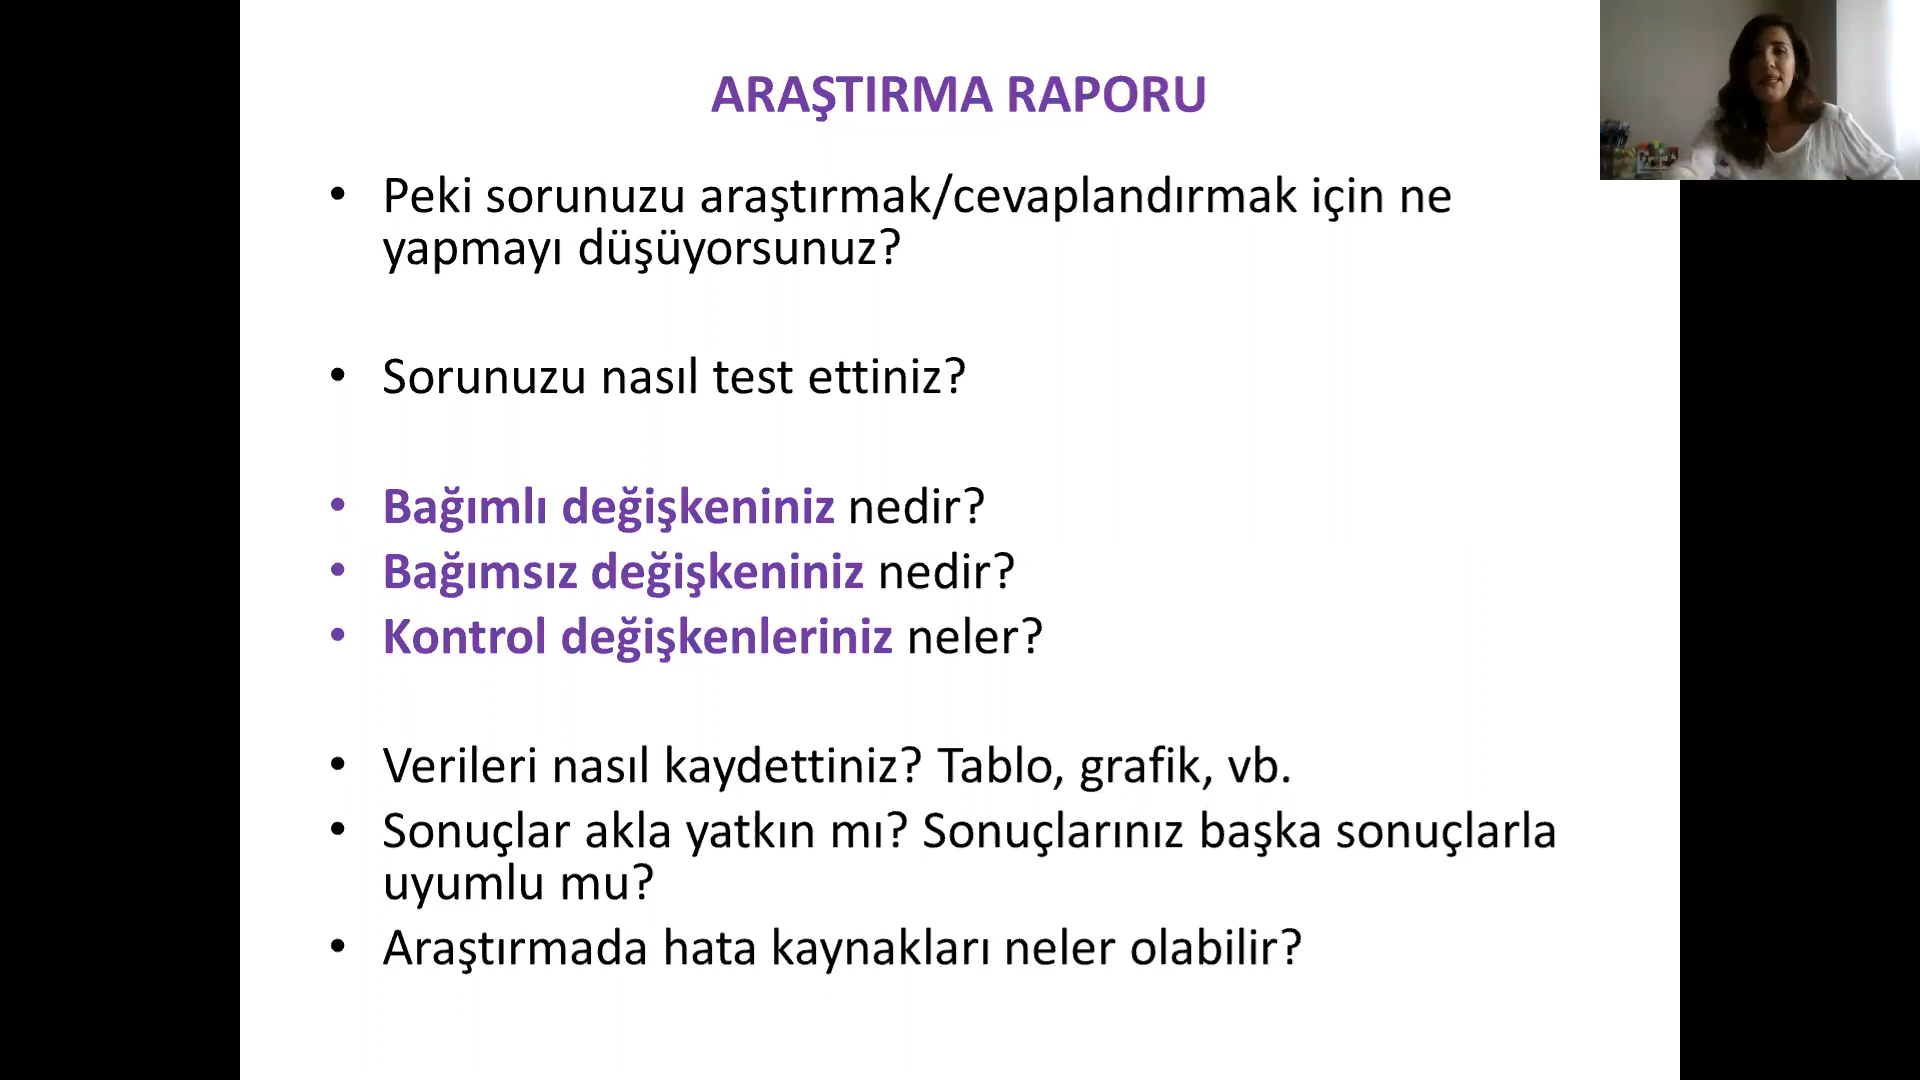 ARAŞTIRMA RAPORU
• Peki sorunuzu araştırmak/cevaplandırmak için ne
yapmayı düşüyorsunuz?
• Sorunuzu nasıl test ettiniz?
• Bağımlı değişkeniniz nedir?
• Bağımsız değişkeniniz nedir?
• Kontrol değişkenleriniz neler?
• Verileri nasıl kaydettiniz? Tablo, grafik, vb.
• Sonuçlar akla yatkın mı? Sonuçlarınız başka sonuçlarla
uyumlu mu?
• Araştırmada hata kaynakları neler olabilir?